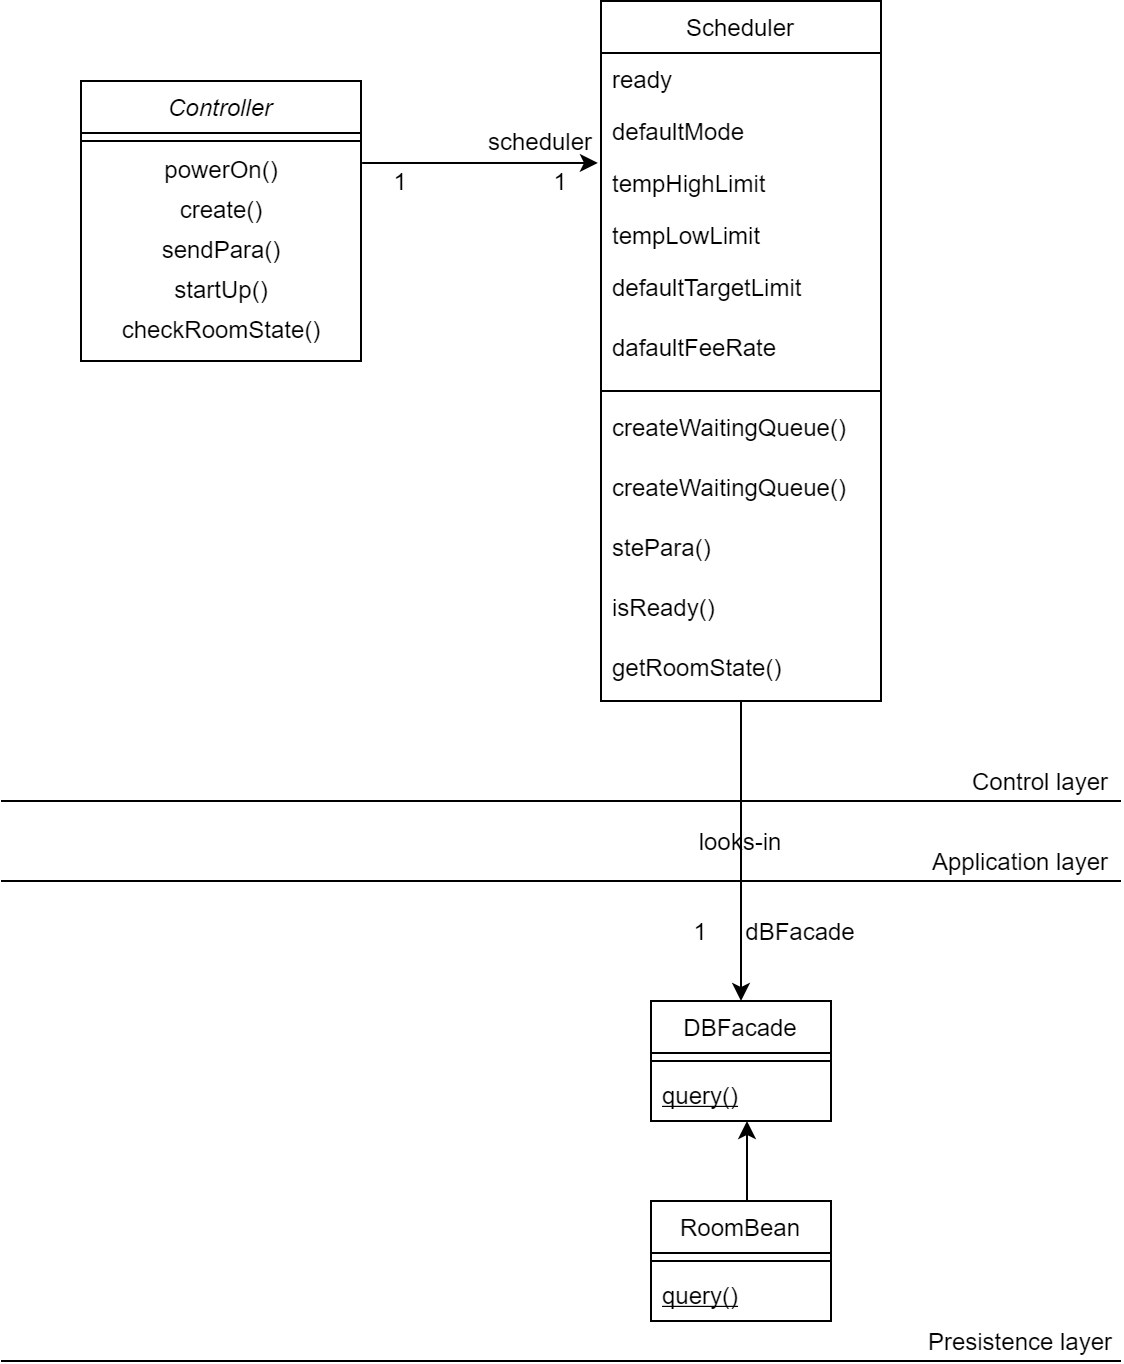 Scheduler
ready
defaultMode
tempHighLimit
tempLowLimit
defaultTargetLimit
dafaultFeeRate
createWaitingQueue()
createWaitingQueue()
stePara()
isReady()
getRoomState()
Controller
powerOn()
create()
sendPara()
startUp()
checkRoomState()
scheduler
1 1
Control layer
looks-in
Application layer
1 dBFacade
DBFacade
query()
RoomBean
query()
Presistence layer